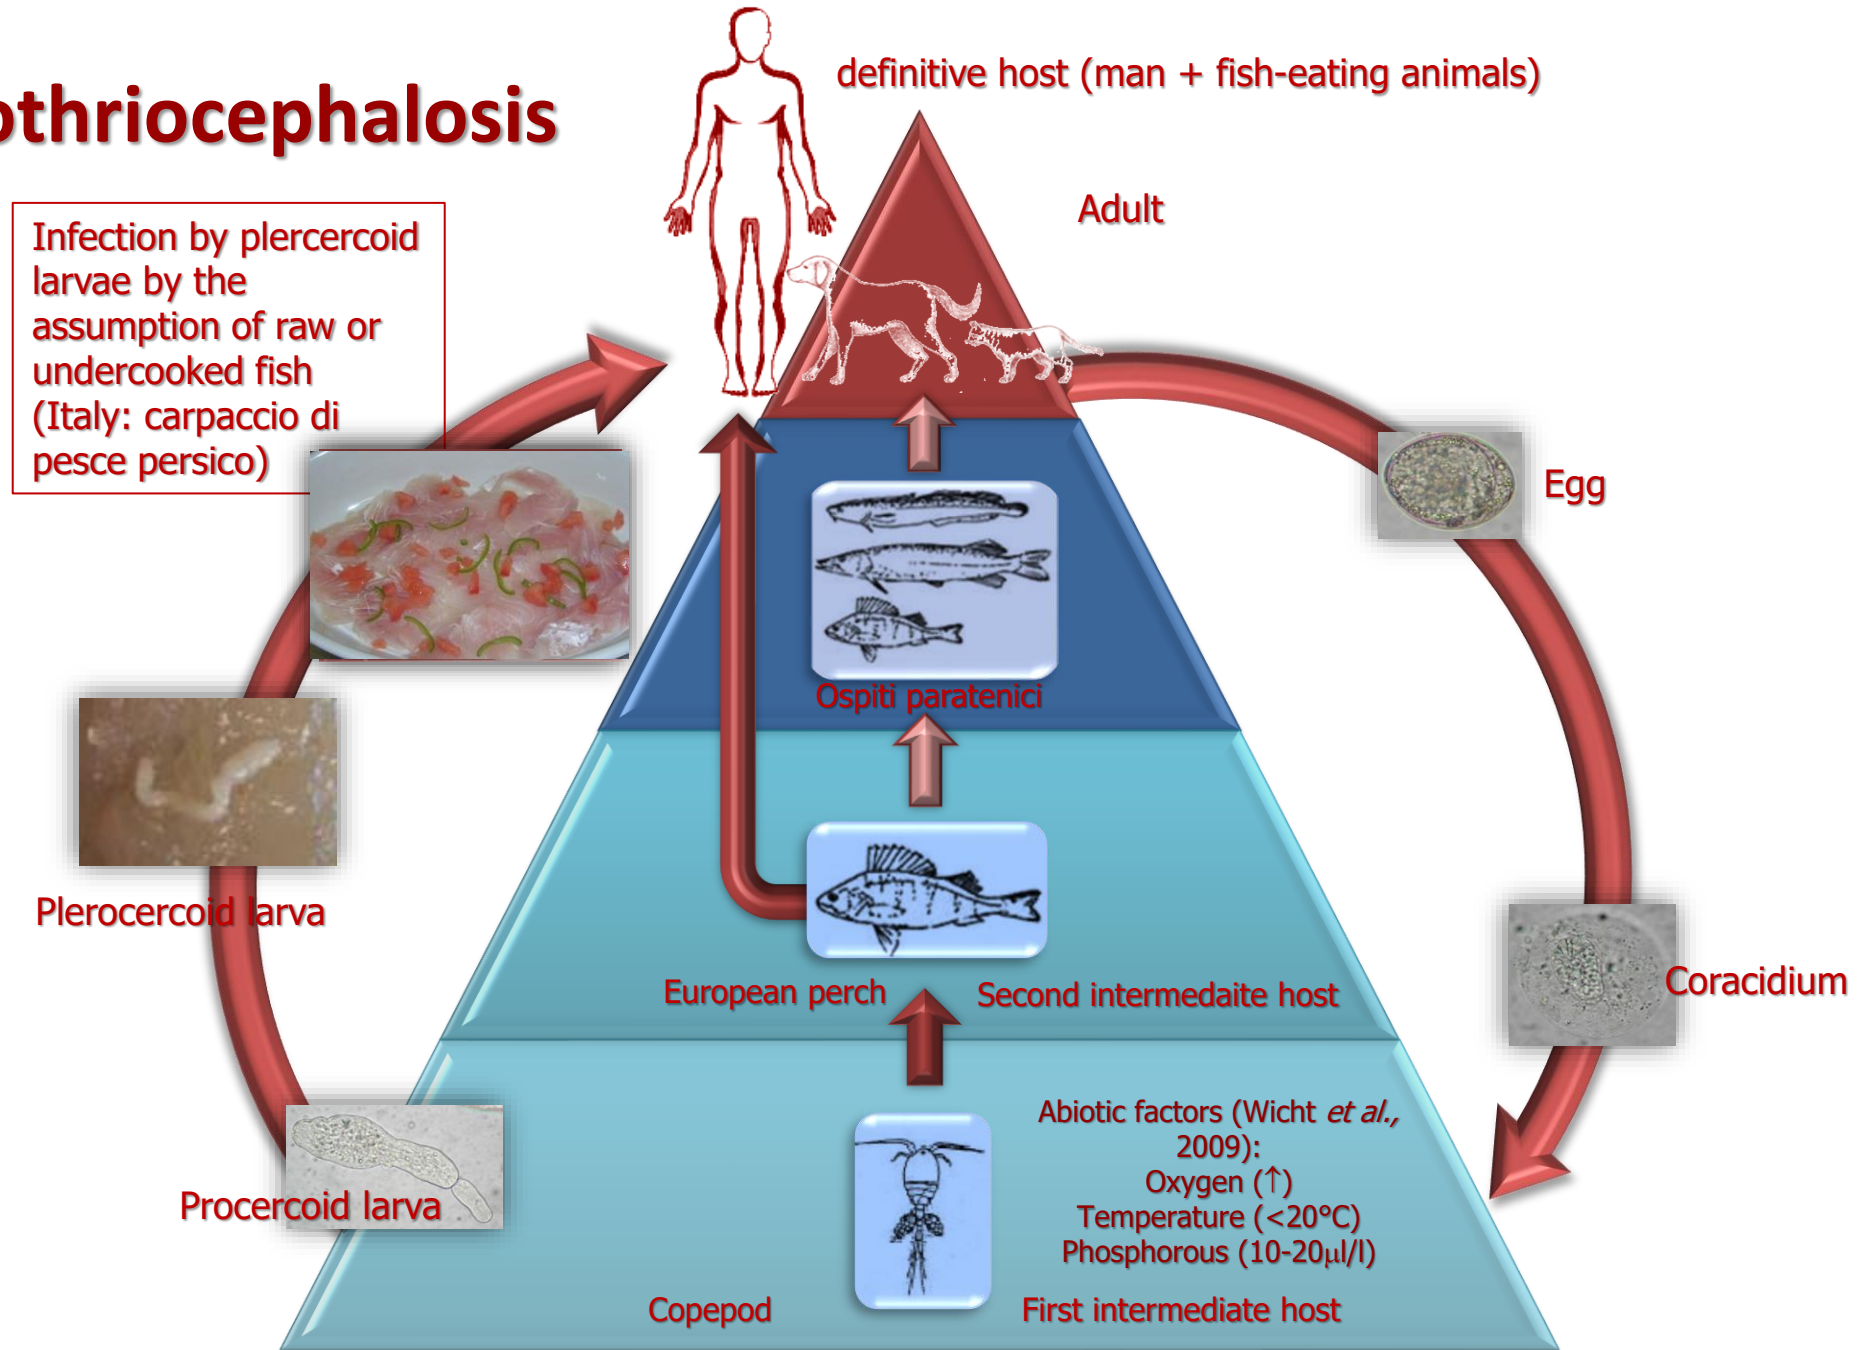 othriocephalosis
definitive host (man + fish-eating animals)
Adult
Infection by plercercoid
larvae by the
assumption of raw or
undercooked fish
(Italy: carpaccio di
pesce persico)
Egg
Ospiti paratenici
Plerocercoid larva
European perch
Second intermedaite host
Coracidium
Abiotic factors (Wicht et al.,
2009):
Oxygen (↑)
Temperature (<20°C)
Phosphorous (10-20μl/l)
Procercoid larva
Copepod
First intermediate host